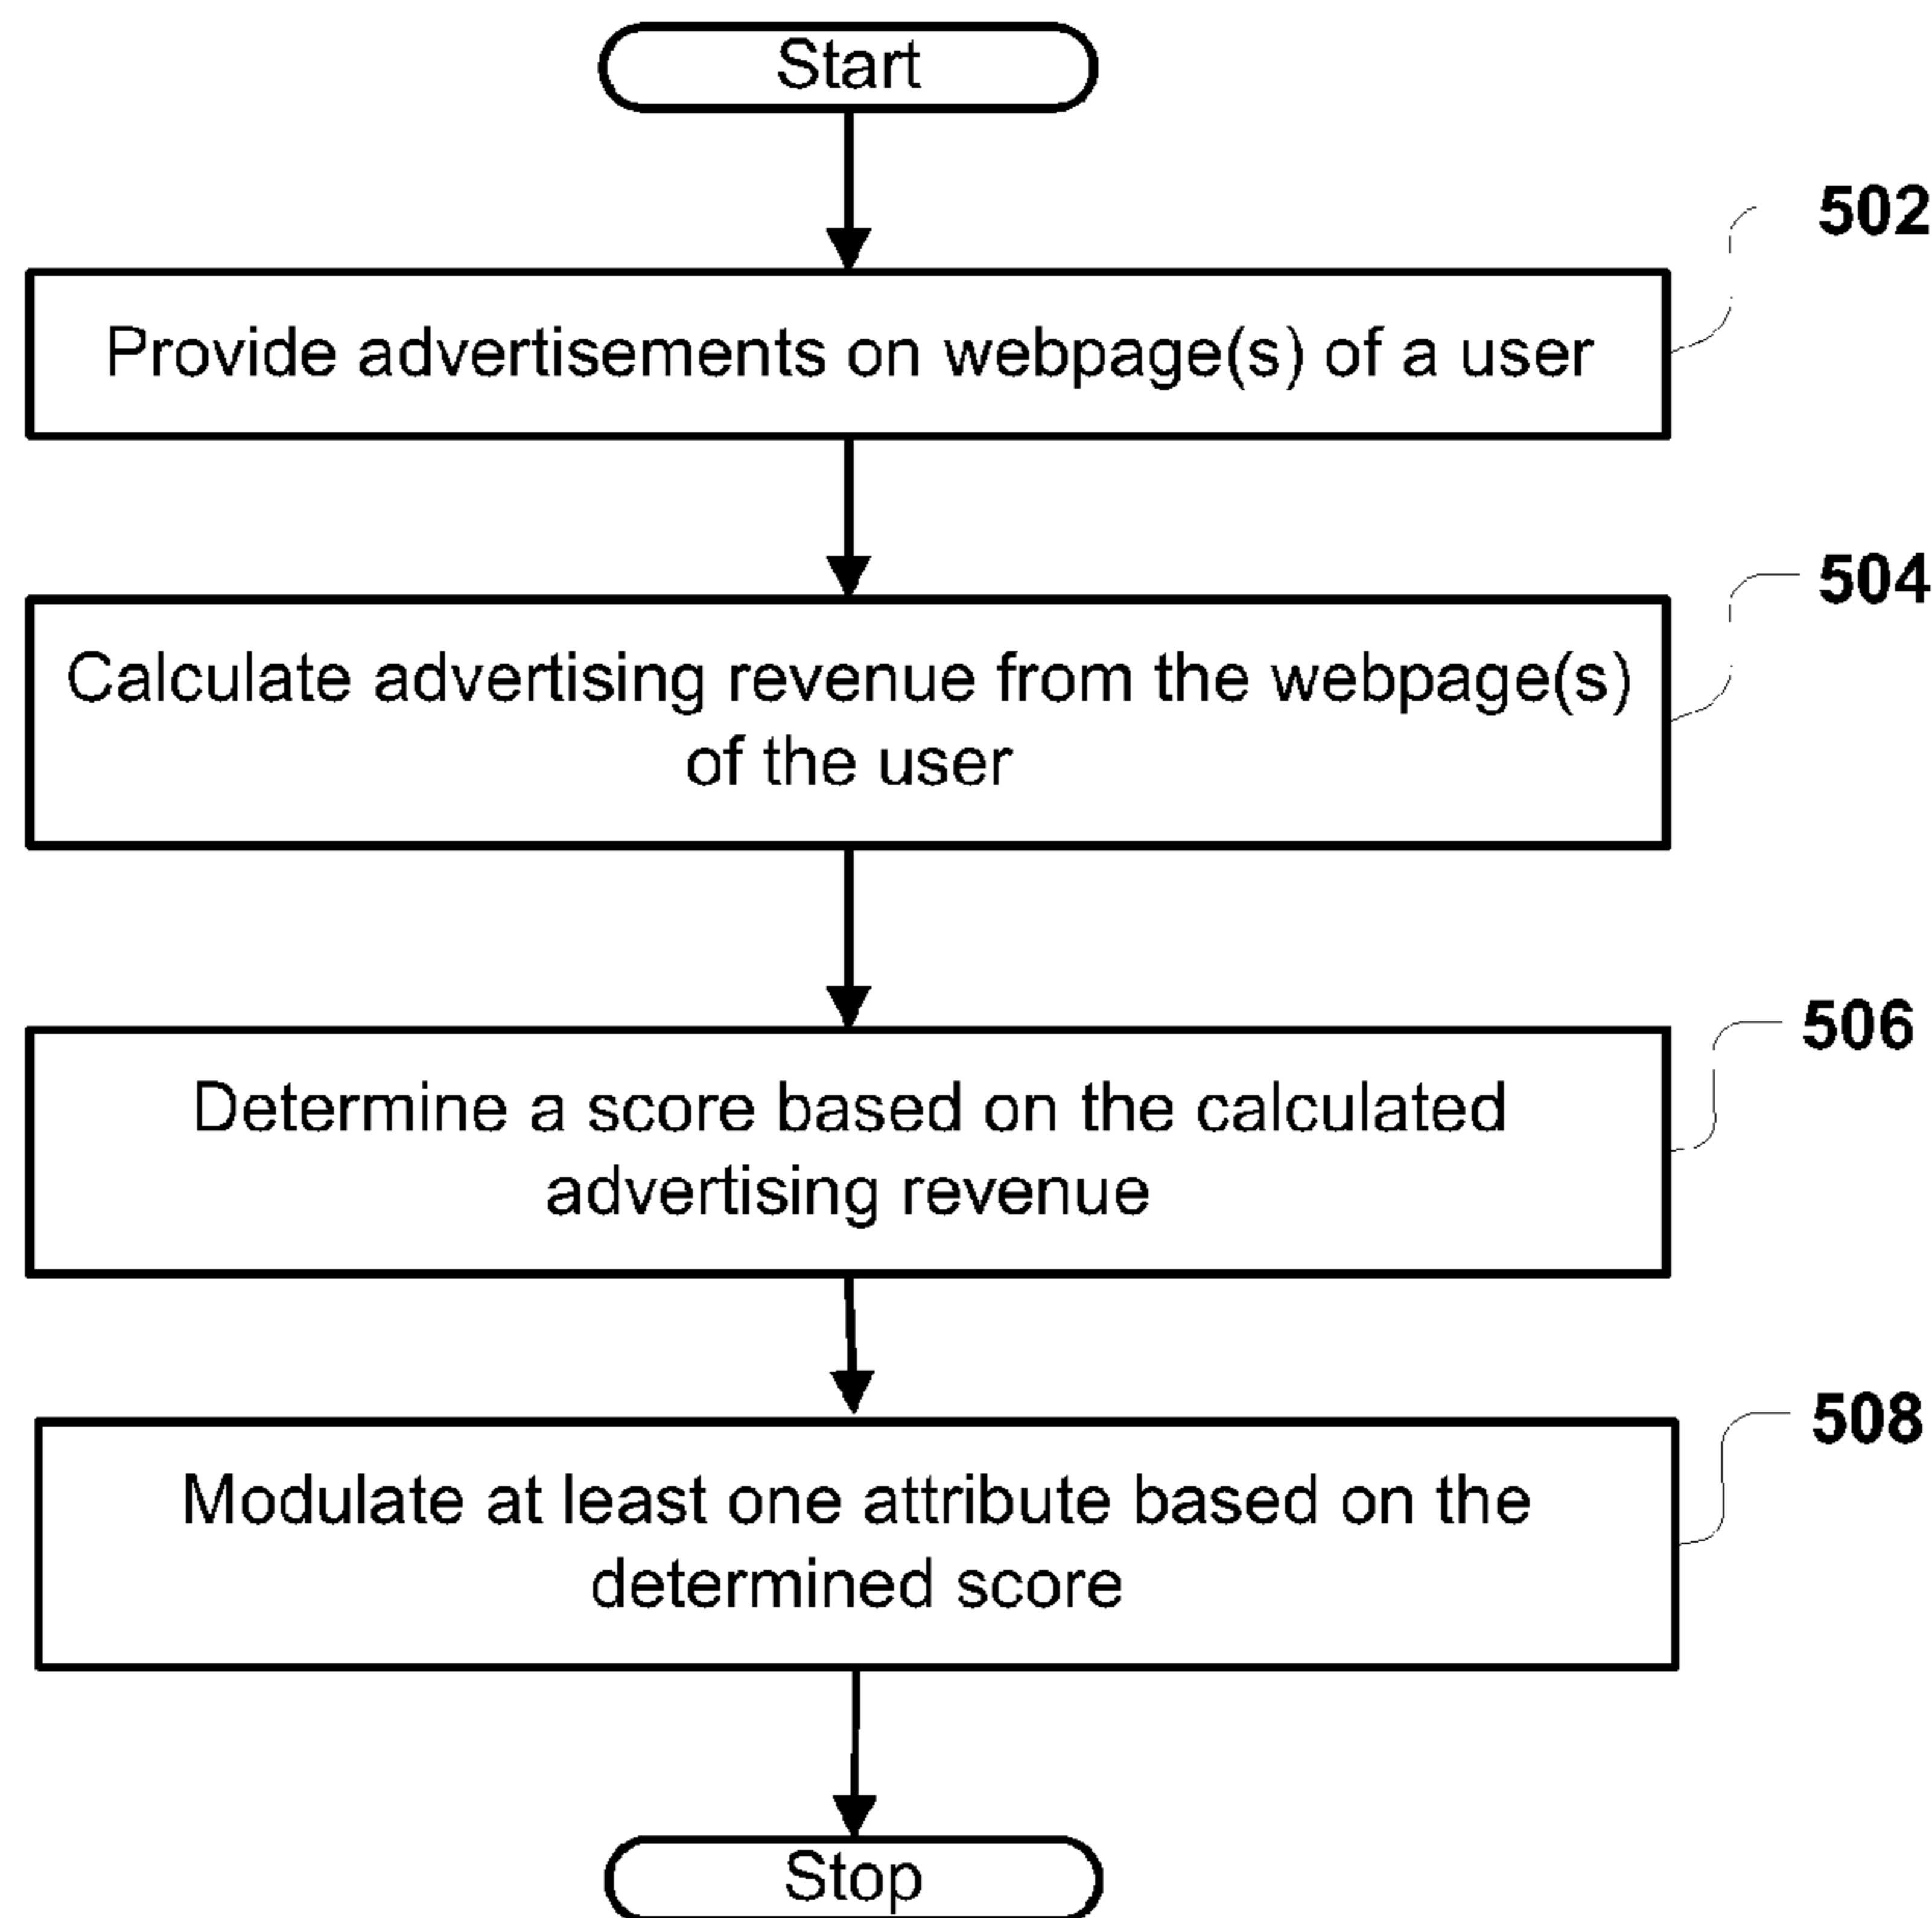 Start
502
Provide advertisements on webpage(s) of a user
504
Calculate advertising revenue from the webpage(s)
of the user
506
Determine a score based on the calculated
advertising revenue
508
Modulate at least one attribute based on the
determined score
Stop